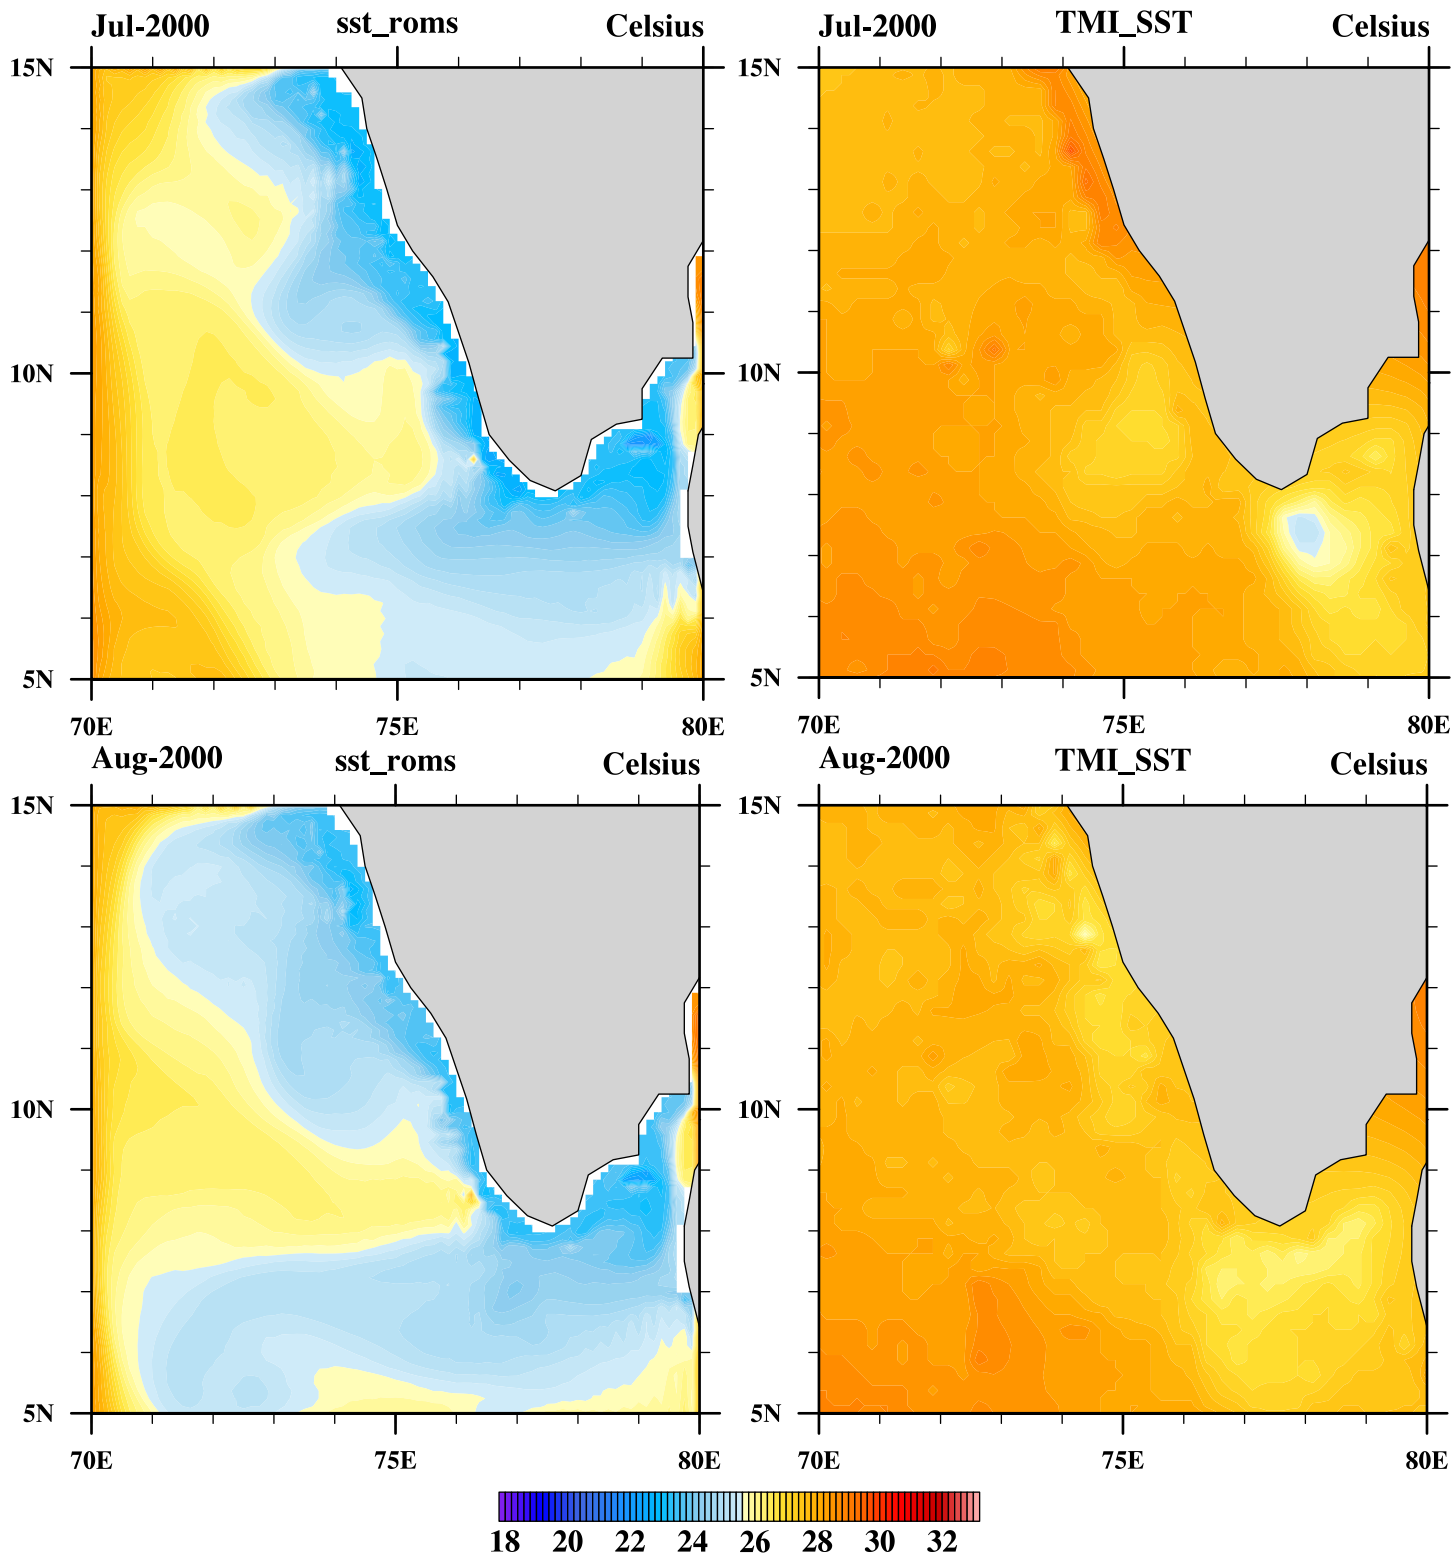 Jul-2000 sst_roms Celsius
15N
10N
5N
70E 75E 80E
Jul-2000 TMI_SST Celsius
15N
10N
5N
70E 75E 80E
Aug-2000 sst_roms Celsius
15N
10N
5N
70E 75E 80E
Aug-2000 TMI_SST Celsius
15N
10N
5N
70E 75E 80E
18 20 22 24 26 28 30 32